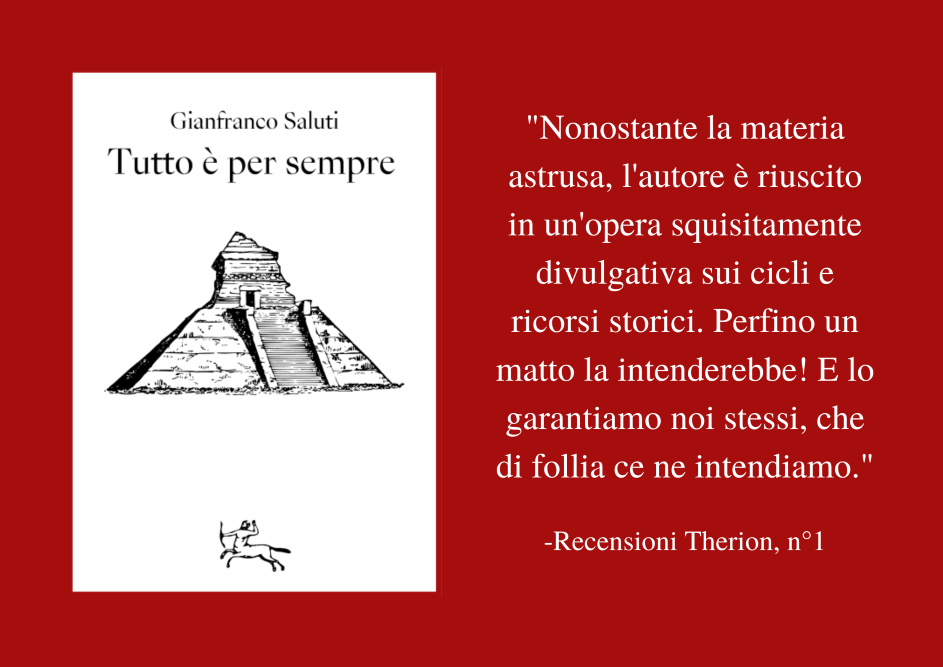 Gianfranco Saluti
Tutto è per sempre
"Nonostante la materia
astrusa, l'autore è riuscito
in un'opera squisitamente
divulgativa sui cicli e
ricorsi storici. Perfino un
matto la intenderebbe! E lo
garantiamo noi stessi, che
di follia ce ne intendiamo."
-Recensioni Therion, n°1